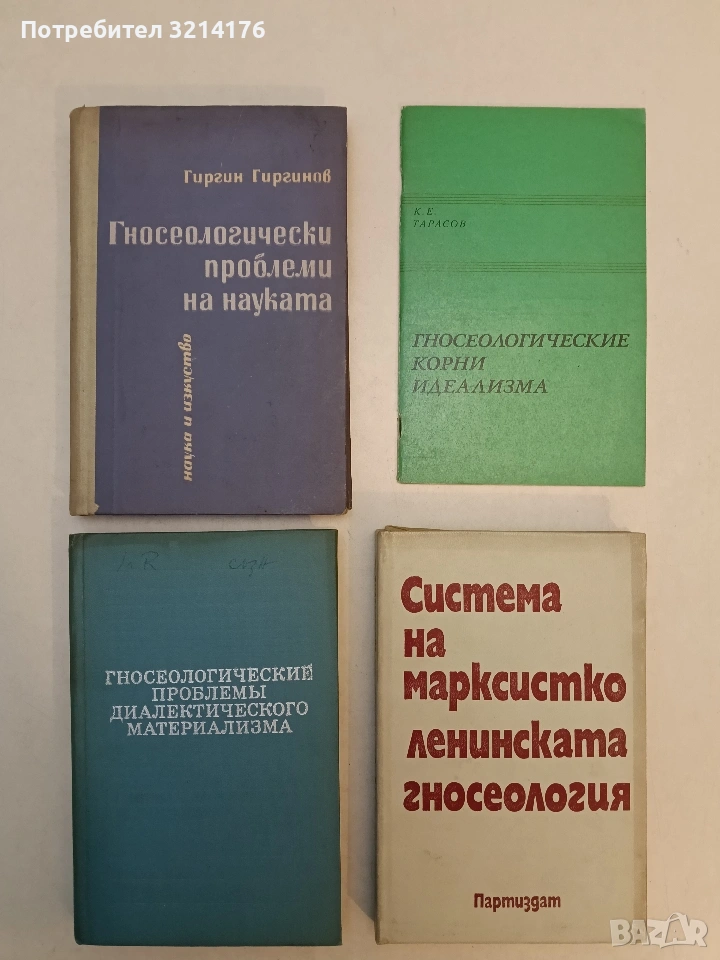 Потребител 3214176
Гиргин Гиргинов
Гносеологически
проблеми
на науката
наука и изкуство
К. Е.
ТАРАСОВ
ГНОСЕОЛОГИЧЕСКИЕ
КОРНИ
ИДЕАЛИЗМА
ГНОСЕОЛОГИЧЕСКИЕ
ПРОБЛЕМЫ
ДИАЛЕКТИЧЕСКОГО
МАТЕРИАЛИЗМА
Система
на
марксистко
ленинската
гносеология
Партиздат
BAZAR